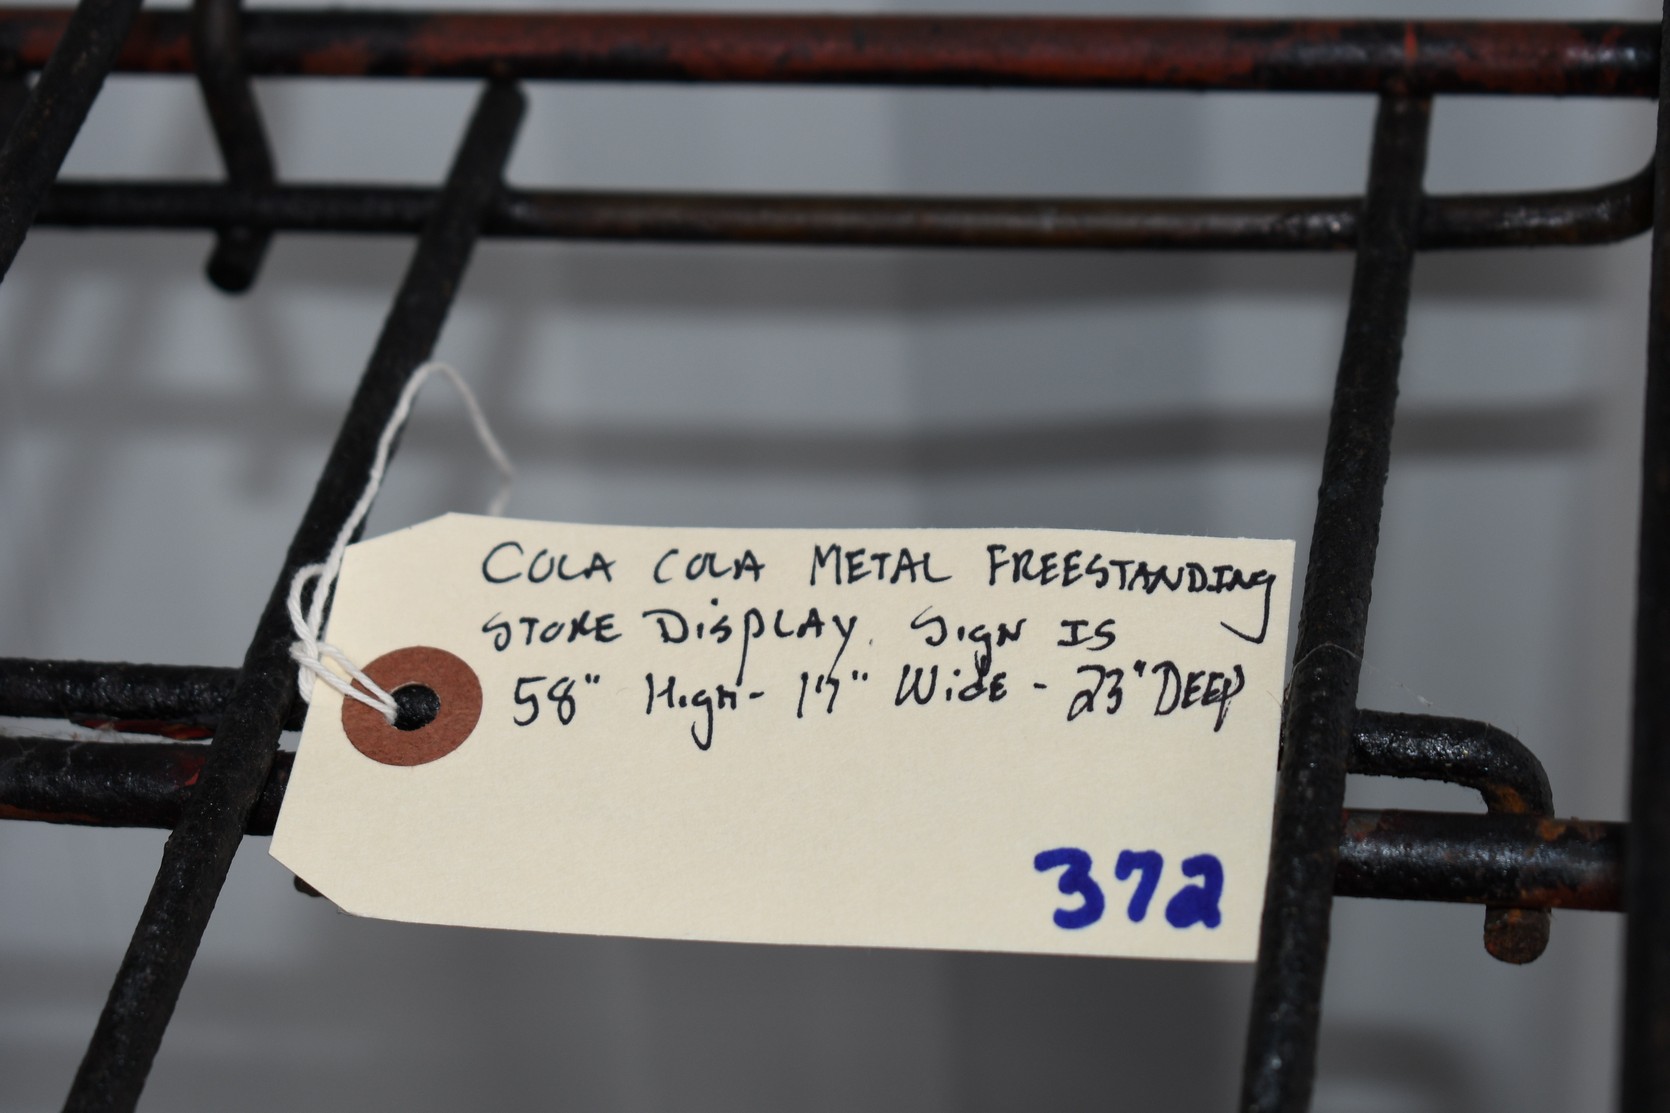 COLA COLA METAL FREESTANDING
STORE DISPLAY. Sign IS
58" High - 17" Wide - 23" DEEP
372